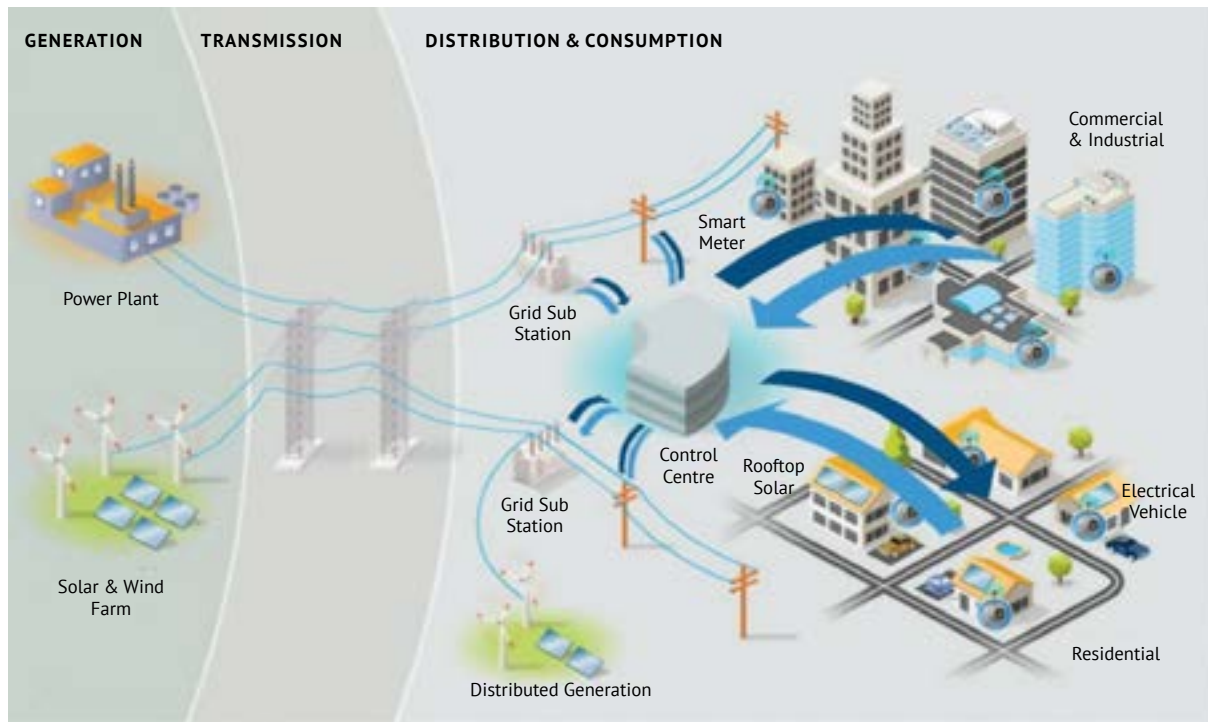 GENERATION
TRANSMISSION
DISTRIBUTION & CONSUMPTION
Commercial
& Industrial
Smart
Meter
Power Plant
Grid Sub
Station
Control
Centre
Rooftop
Solar
Electrical
Vehicle
Grid Sub
Station
Solar & Wind
Farm
Residential
Distributed Generation